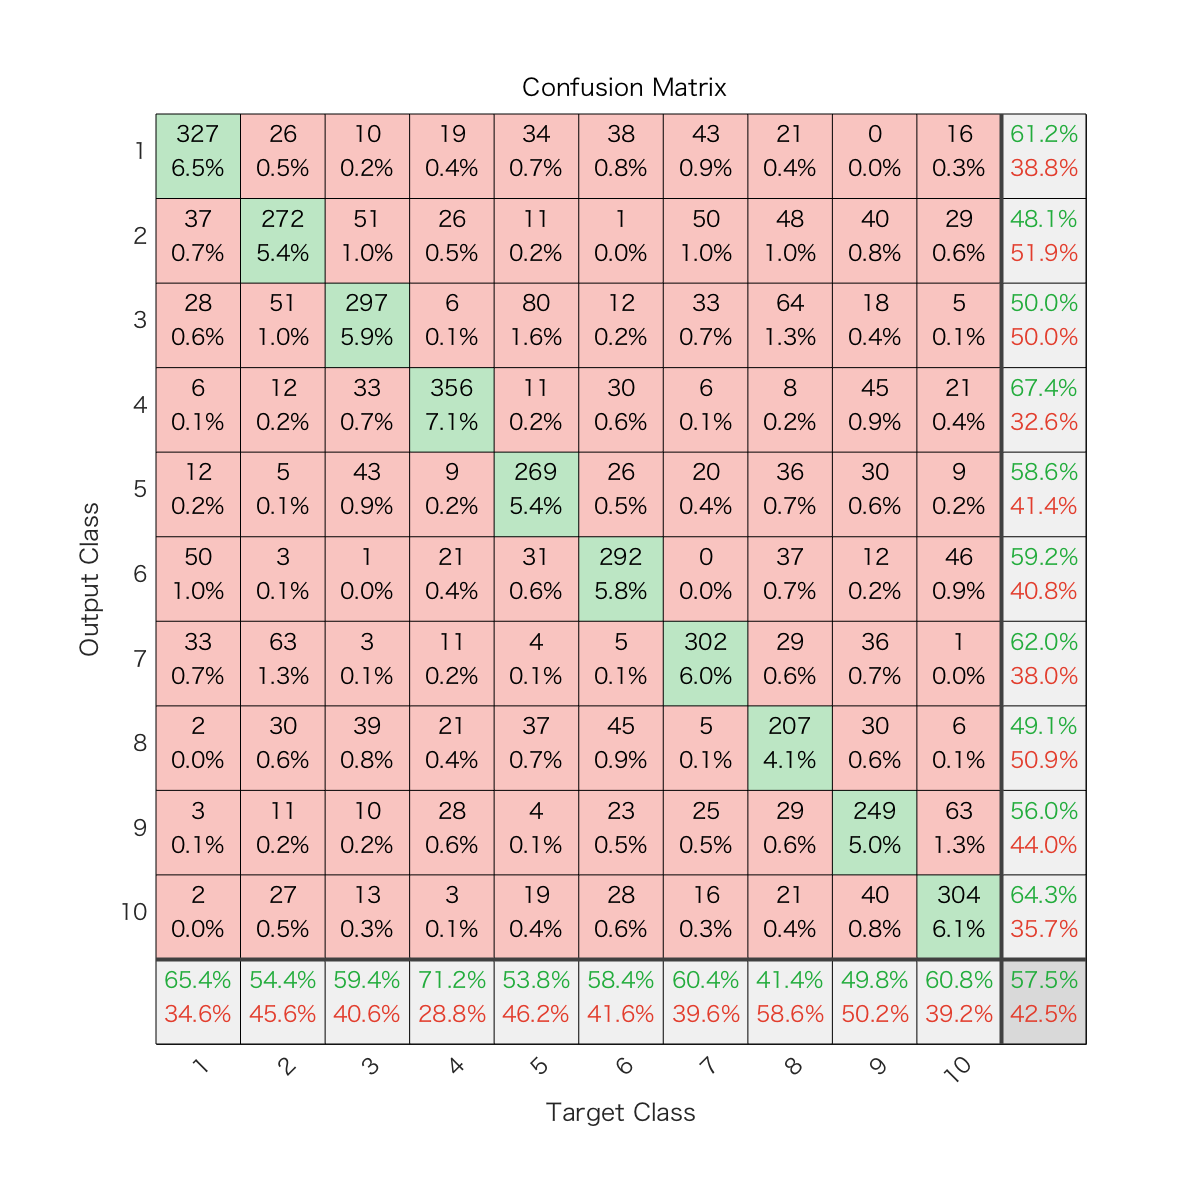 Confusion Matrix
327 26 10 19 34 38 43 21 0 16 61.2%
1
6.5% 0.5% 0.2% 0.4% 0.7% 0.8% 0.9% 0.4% 0.0% 0.3% 38.8%
37 272 51 26 11 1 50 48 40 29 48.1%
2
0.7% 5.4% 1.0% 0.5% 0.2% 0.0% 1.0% 1.0% 0.8% 0.6% 51.9%
28 51 297 6 80 12 33 64 18 5 50.0%
3
0.6% 1.0% 5.9% 0.1% 1.6% 0.2% 0.7% 1.3% 0.4% 0.1% 50.0%
6 12 33 356 11 30 6 8 45 21 67.4%
4
0.1% 0.2% 0.7% 7.1% 0.2% 0.6% 0.1% 0.2% 0.9% 0.4% 32.6%
12 5 43 9 269 26 20 36 30 9 58.6%
5
0.2% 0.1% 0.9% 0.2% 5.4% 0.5% 0.4% 0.7% 0.6% 0.2% 41.4%
50 3 1 21 31 292 0 37 12 46 59.2%
6
1.0% 0.1% 0.0% 0.4% 0.6% 5.8% 0.0% 0.7% 0.2% 0.9% 40.8%
33 63 3 11 4 5 302 29 36 1 62.0%
7
0.7% 1.3% 0.1% 0.2% 0.1% 0.1% 6.0% 0.6% 0.7% 0.0% 38.0%
2 30 39 21 37 45 5 207 30 6 49.1%
8
0.0% 0.6% 0.8% 0.4% 0.7% 0.9% 0.1% 4.1% 0.6% 0.1% 50.9%
3 11 10 28 4 23 25 29 249 63 56.0%
9
0.1% 0.2% 0.2% 0.6% 0.1% 0.5% 0.5% 0.6% 5.0% 1.3% 44.0%
2 27 13 3 19 28 16 21 40 304 64.3%
10
0.0% 0.5% 0.3% 0.1% 0.4% 0.6% 0.3% 0.4% 0.8% 6.1% 35.7%
65.4% 54.4% 59.4% 71.2% 53.8% 58.4% 60.4% 41.4% 49.8% 60.8% 57.5%
34.6% 45.6% 40.6% 28.8% 46.2% 41.6% 39.6% 58.6% 50.2% 39.2% 42.5%
1 2 3 4 5 6 7 8 9 10
Target Class
Output Class